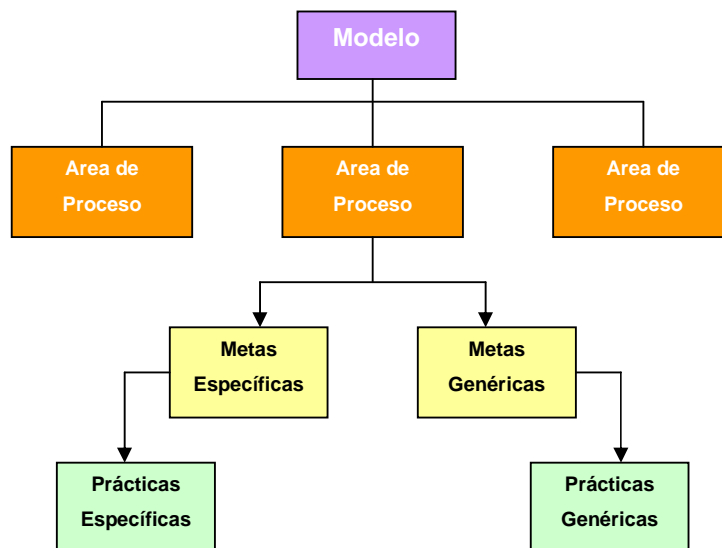 Modelo
Area de
Proceso
Area de
Proceso
Area de
Proceso
Metas
Específicas
Metas
Genéricas
Prácticas
Específicas
Prácticas
Genéricas